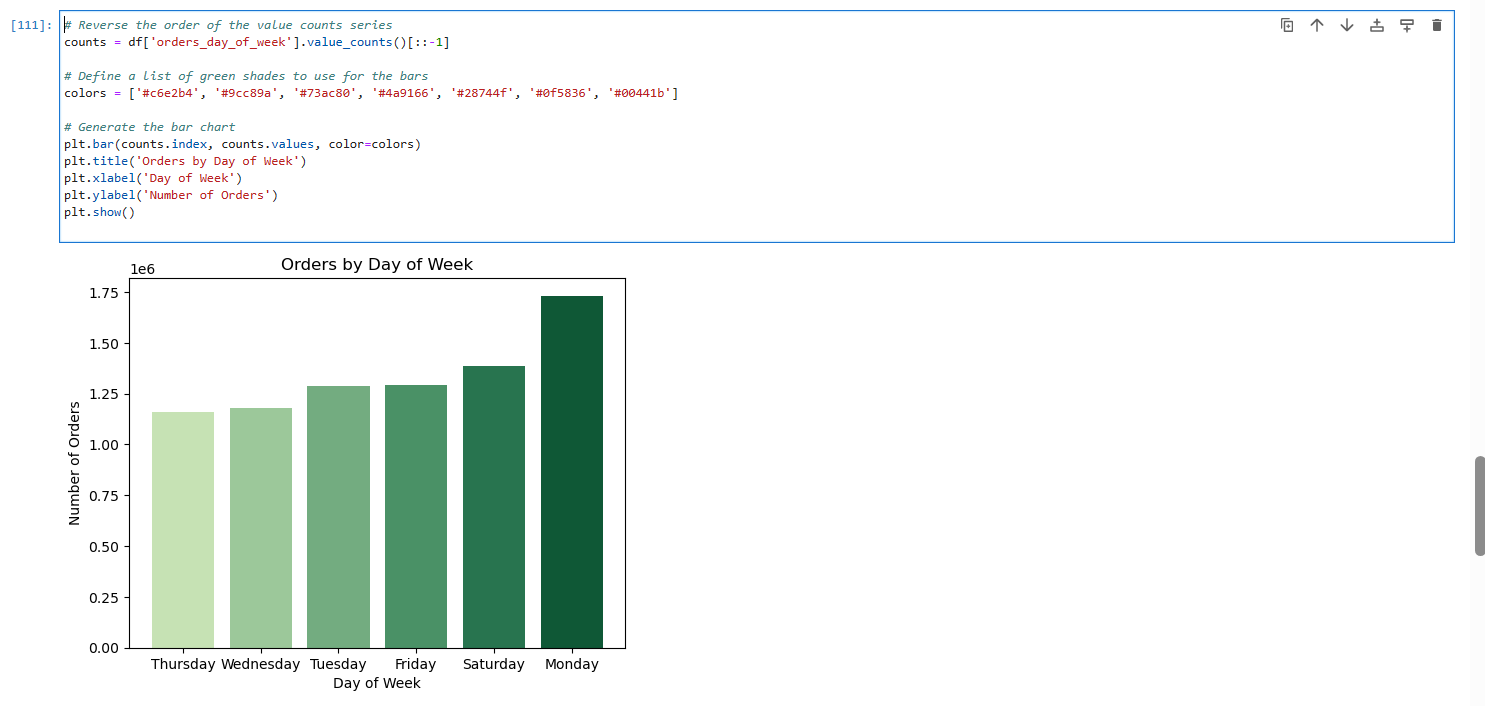 [111]: # Reverse the order of the value counts series
counts = df['orders_day_of_week'].value_counts()[::-1]
# Define a list of green shades to use for the bars
colors = ['#c6e2b4', '#9cc89a', '#73ac80', '#4a9166', '#28744f', '#0f5836', '#00441b']
# Generate the bar chart
plt.bar(counts.index, counts.values, color=colors)
plt.title('Orders by Day of Week')
plt.xlabel('Day of Week')
plt.ylabel('Number of Orders')
plt.show()
Orders by Day of Week
1e6
1.75
1.50
1.25
1.00
0.75
0.50
0.25
0.00
Number of Orders
Thursday Wednesday Tuesday Friday Saturday Monday
Day of Week